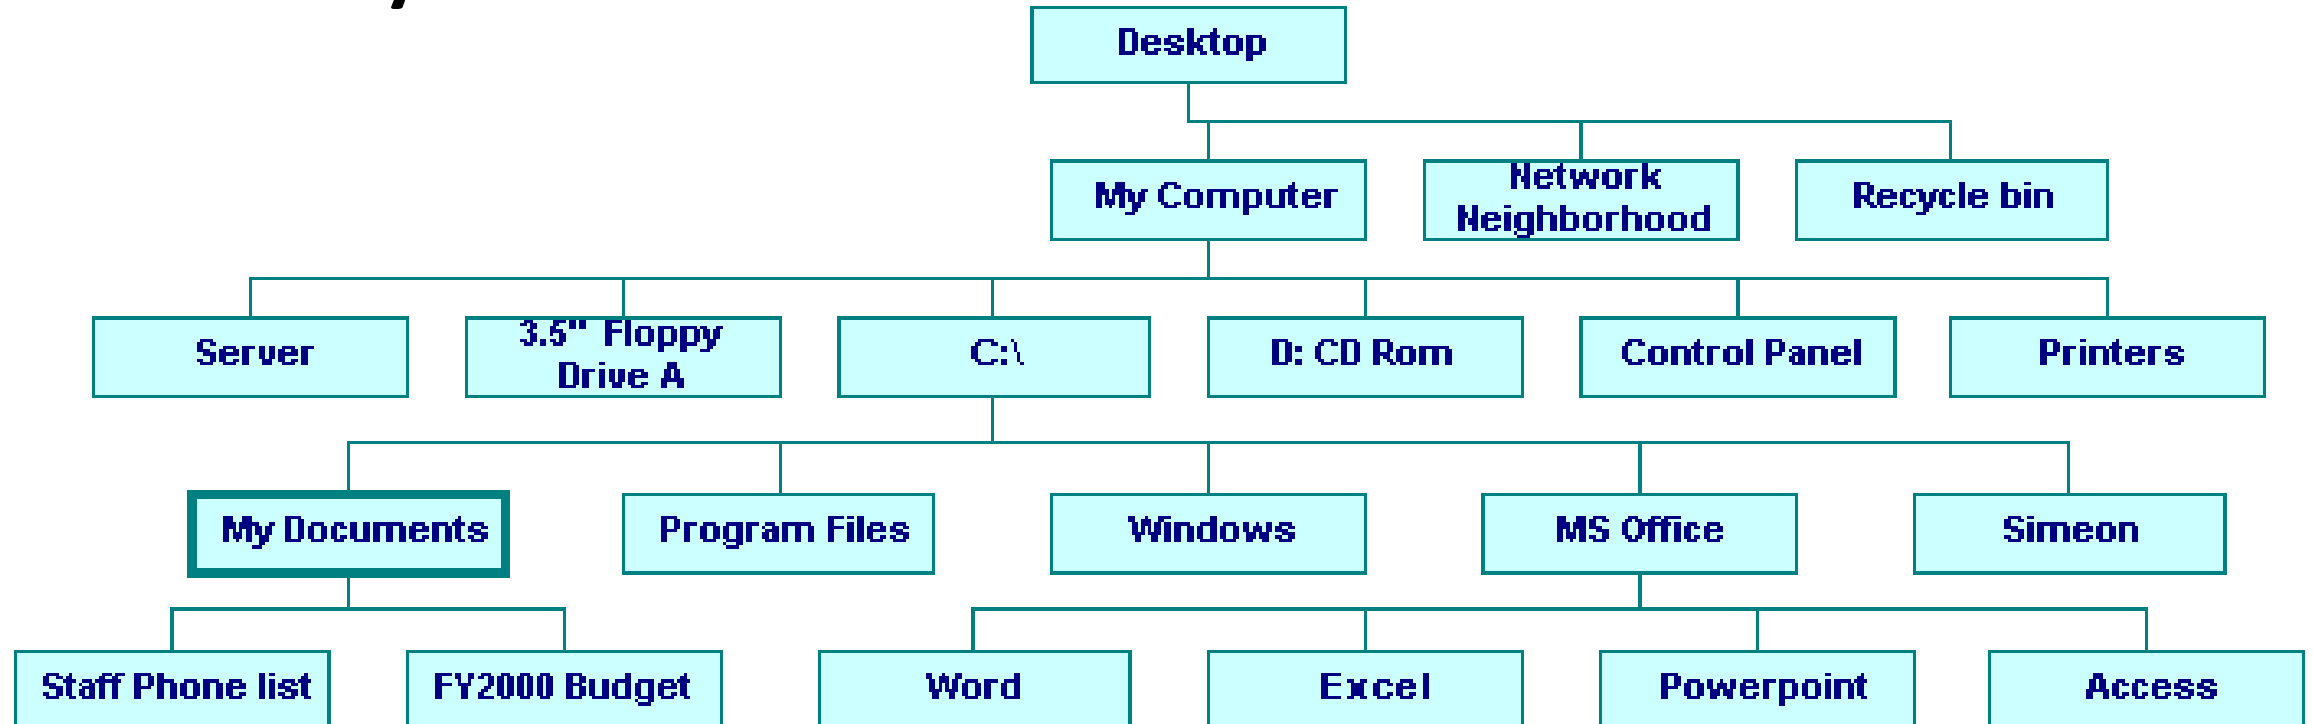 Desktop
My Computer
Network
Neighborhood
Recycle bin
Server
3.5" Floppy
Drive A
C:\
D: CD Rom
Control Panel
Printers
My Documents
Program Files
Windows
MS Office
Simeon
Staff Phone list
FY2000 Budget
Word
Excel
Powerpoint
Access